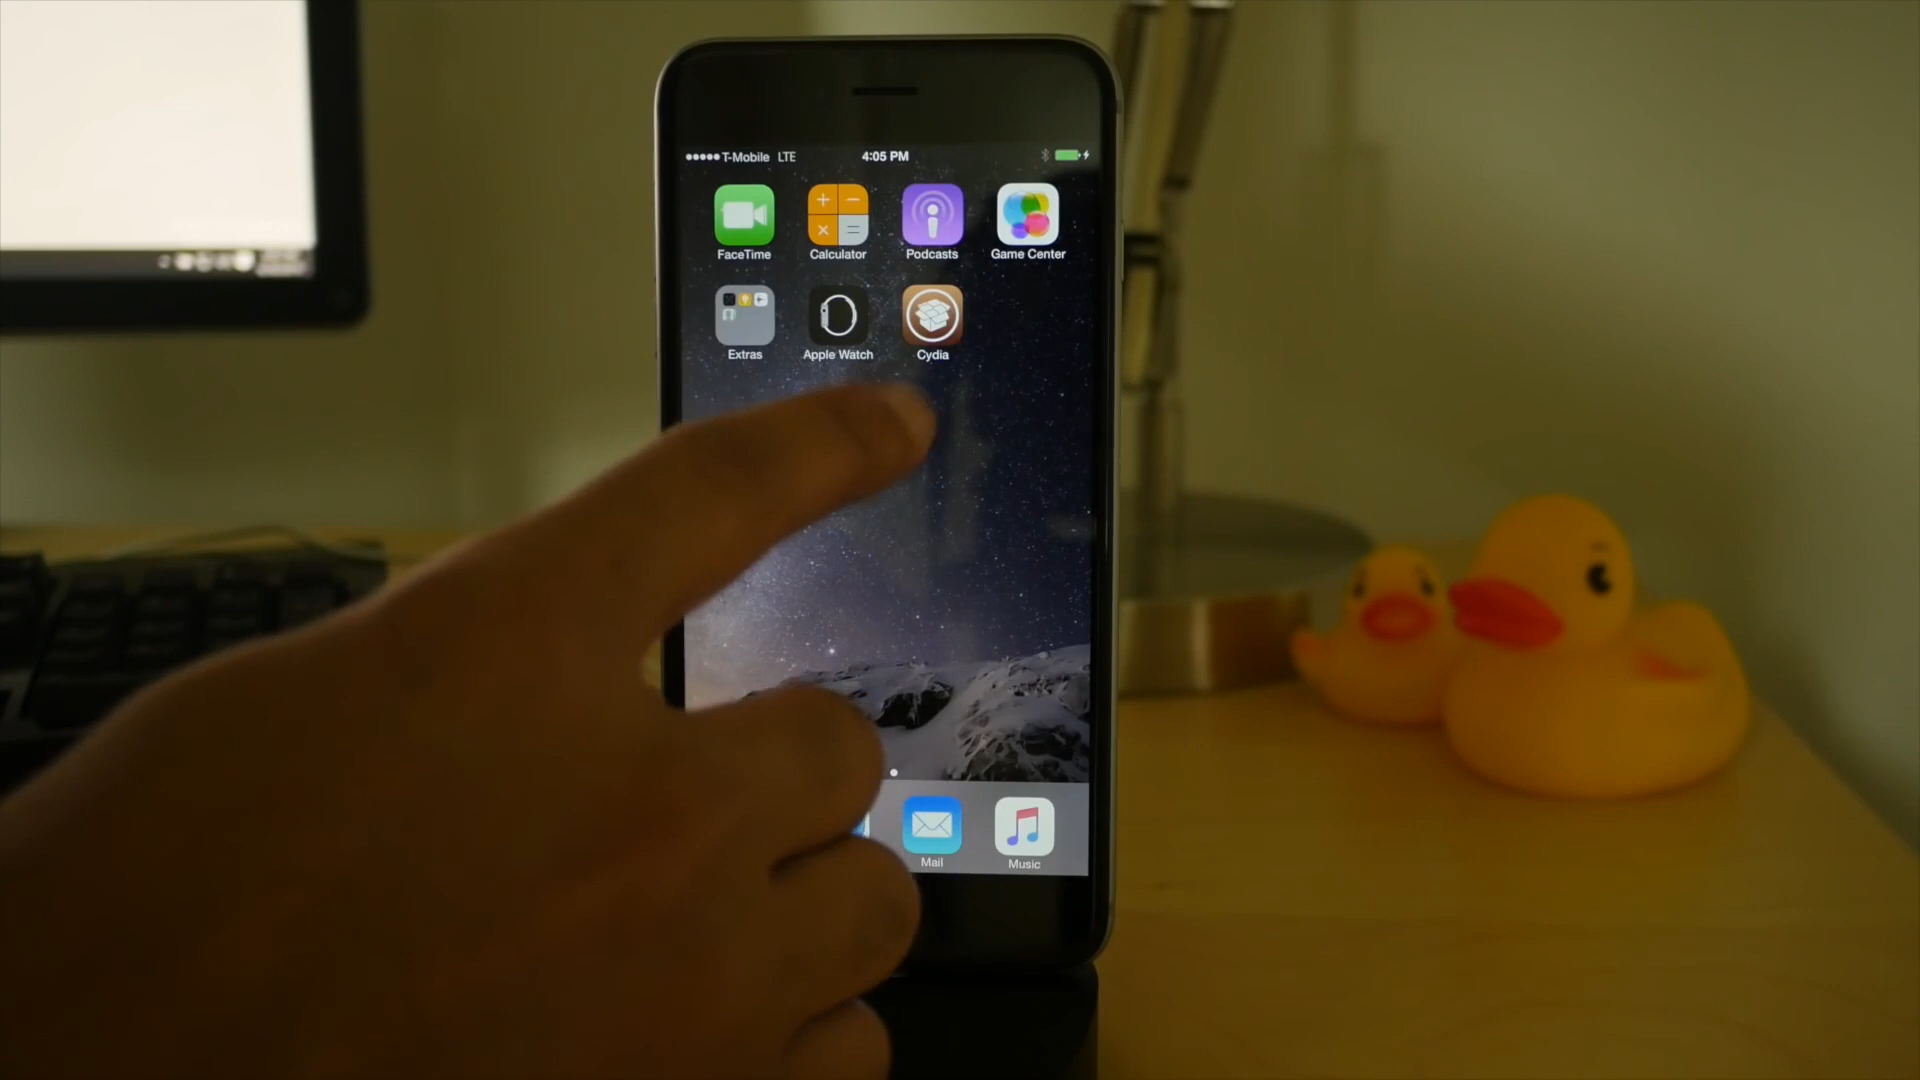 T-Mobile LTE 4:05 PM
FaceTime Calculator Podcasts Game Center
Extras Apple Watch Cydia
Mail Music